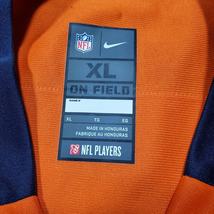 NFL
XL
ON FIELD
XL TG EG
MADE IN HONDURAS
FABRIQUÉ AU HONDURAS
NFL PLAYERS